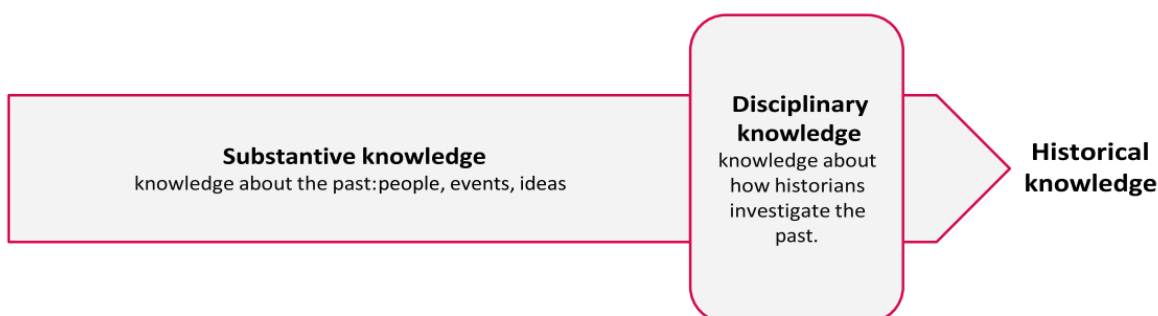 Substantive knowledge
knowledge about the past:people, events, ideas
Disciplinary
knowledge
knowledge about
how historians
investigate the
past.
Historical
knowledge